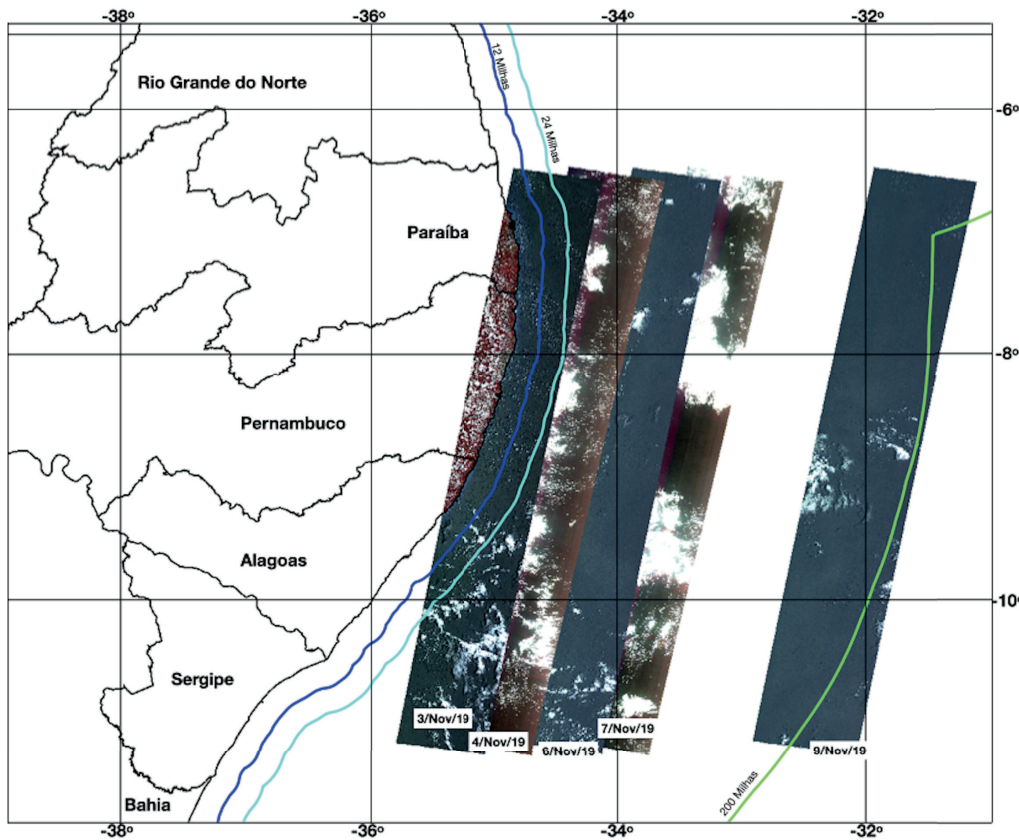 -38º -36º -34º -32º
12 Milhas
Rio Grande do Norte
-6º
24 Milhas
Paraíba
-8º
Pernambuco
Alagoas
-10º
Sergipe
3/Nov/19
7/Nov/19
4/Nov/19
6/Nov/19
9/Nov/19
200 Milhas
Bahia
-38º -36º -34º -32º